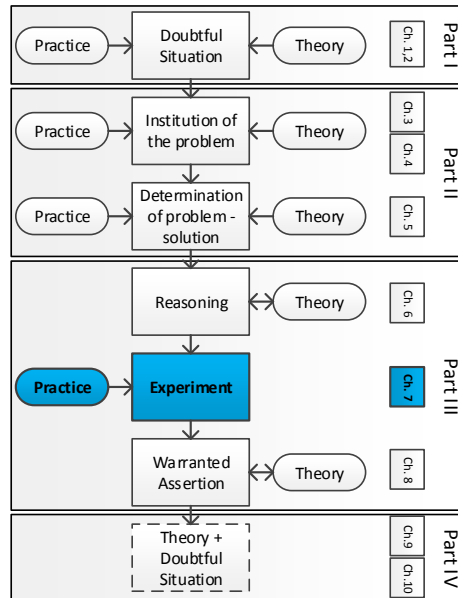 Practice
Doubtful
Situation
Theory
Ch. 1,2
Part I
Practice
Institution of
the problem
Theory
Ch.3
Ch.4
Part II
Practice
Determination
of problem -
solution
Theory
Ch. 5
Reasoning
Theory
Ch. 6
Part III
Practice
Experiment
Ch. 7
Warranted
Assertion
Theory
Ch. 8
Theory +
Doubtful
Situation
Ch.9
Ch.10
Part IV